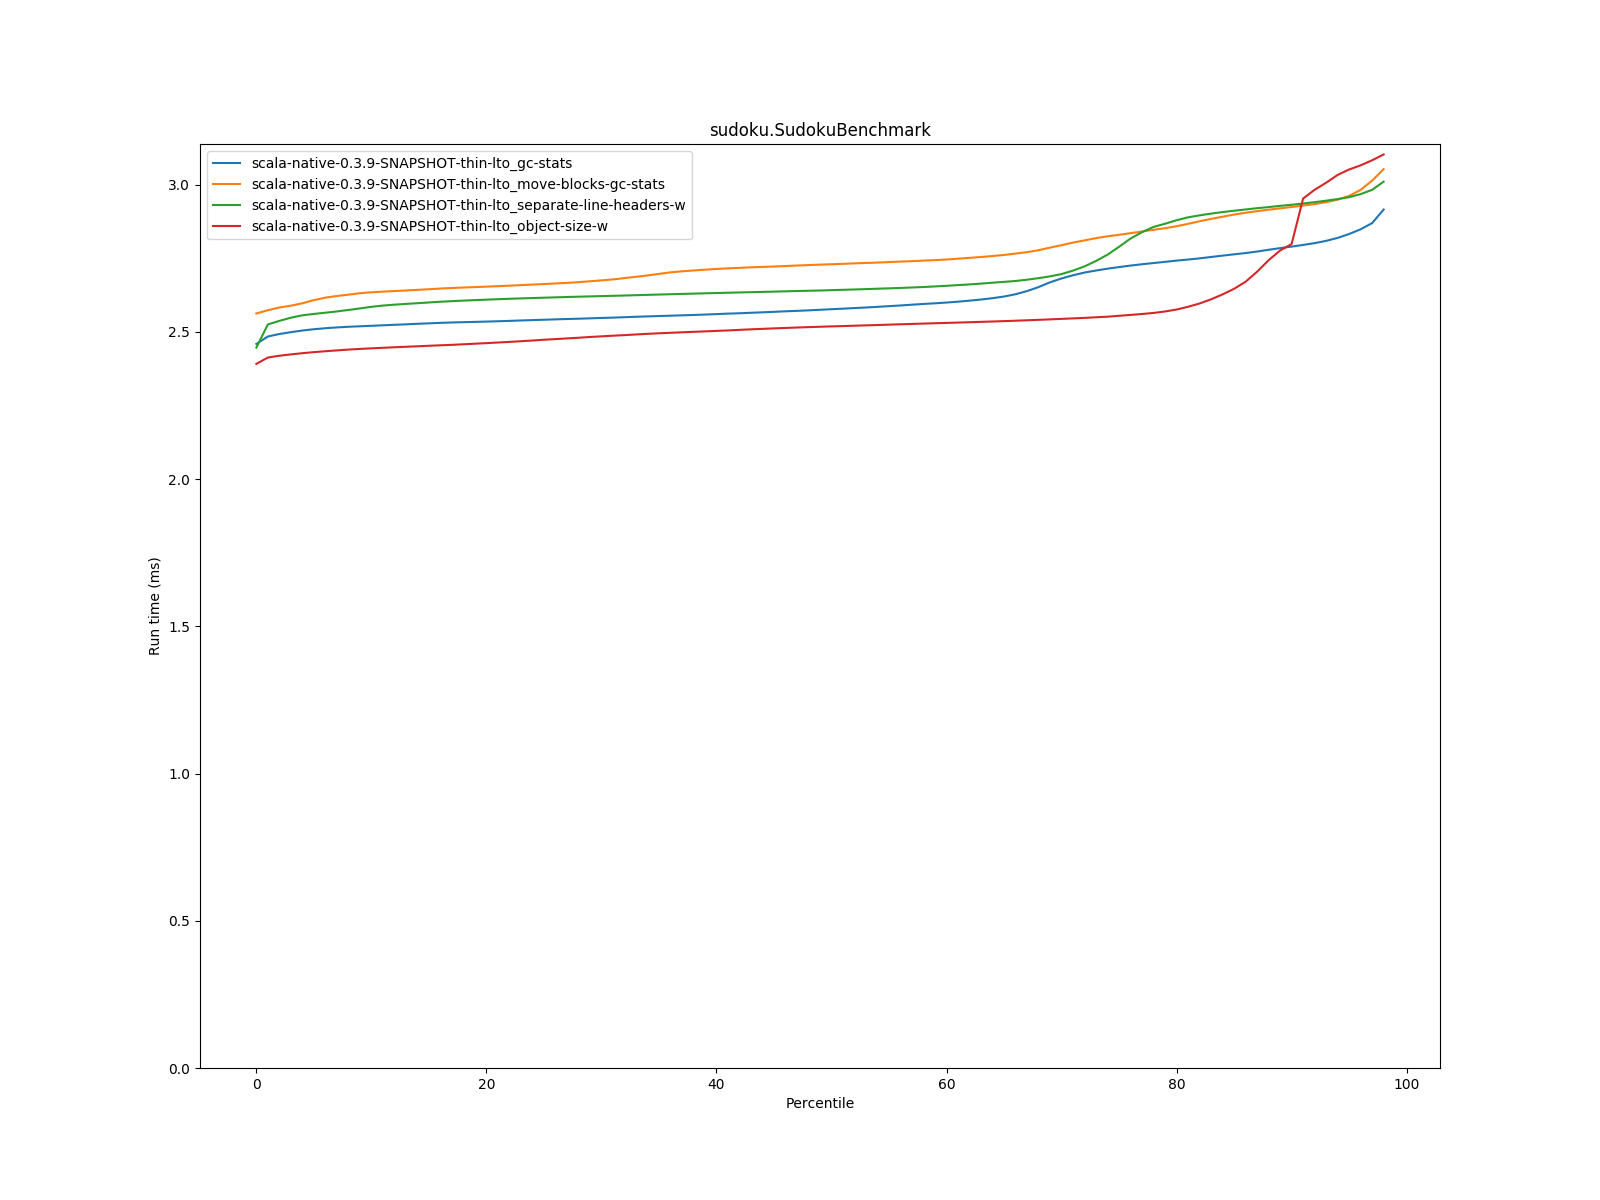 sudoku.SudokuBenchmark
scala-native-0.3.9-SNAPSHOT-thin-lto_gc-stats
scala-native-0.3.9-SNAPSHOT-thin-lto_move-blocks-gc-stats
scala-native-0.3.9-SNAPSHOT-thin-lto_separate-line-headers-w
scala-native-0.3.9-SNAPSHOT-thin-lto_object-size-w
3.0
2.5
2.0
1.5
1.0
0.5
0.0
Run time (ms)
0 20 40 60 80 100
Percentile